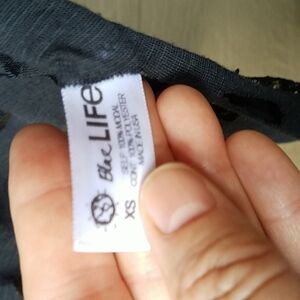 Blue LIFE
SELF: 100% MODAL
CONT: 100% POLYESTER
MADE IN USA
XS